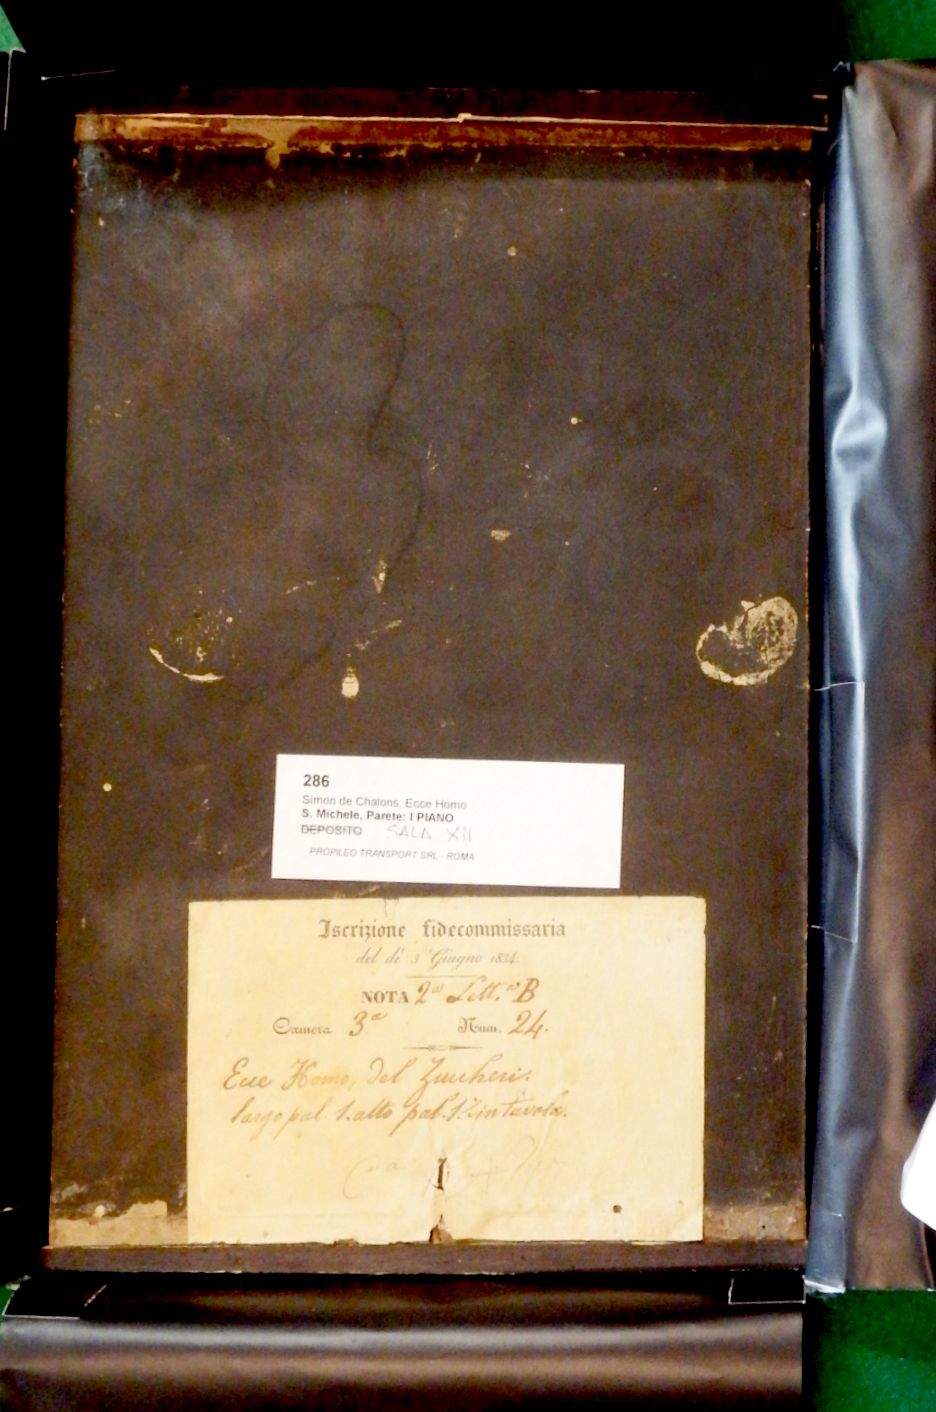 286
Simon de Chalons, Ecce Homo
S. Michele, Parete: I PIANO
DEPOSITO SALA XII
PROPILEO TRANSPORT SRL - ROMA
Iscrizione fidecommissaria
del dì 3 Giugno 1834.
NOTA 2ª Lett.ª B
Camera 3ª Num. 24.
Ecce Homo, del Zuccheri.
largo pal. 1. alto pal. 1½ in tavola.